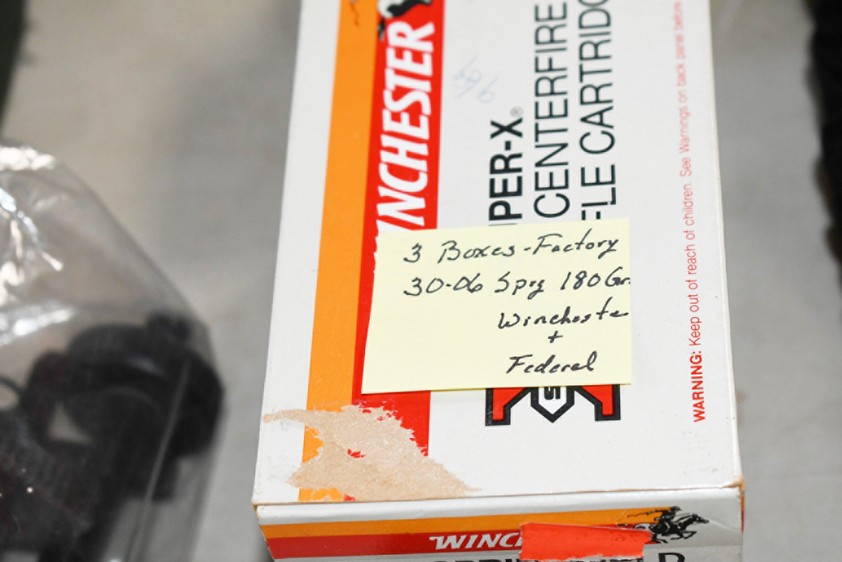 WINCHESTER
PER-X®
CENTERFIRE
FLE CARTRIDG
WARNING: Keep out of reach of children. See Warnings on back panel before
3 Boxes-Factory
30-06 Sprg 180 Gr.
Wincheste
+
Federal
WINC